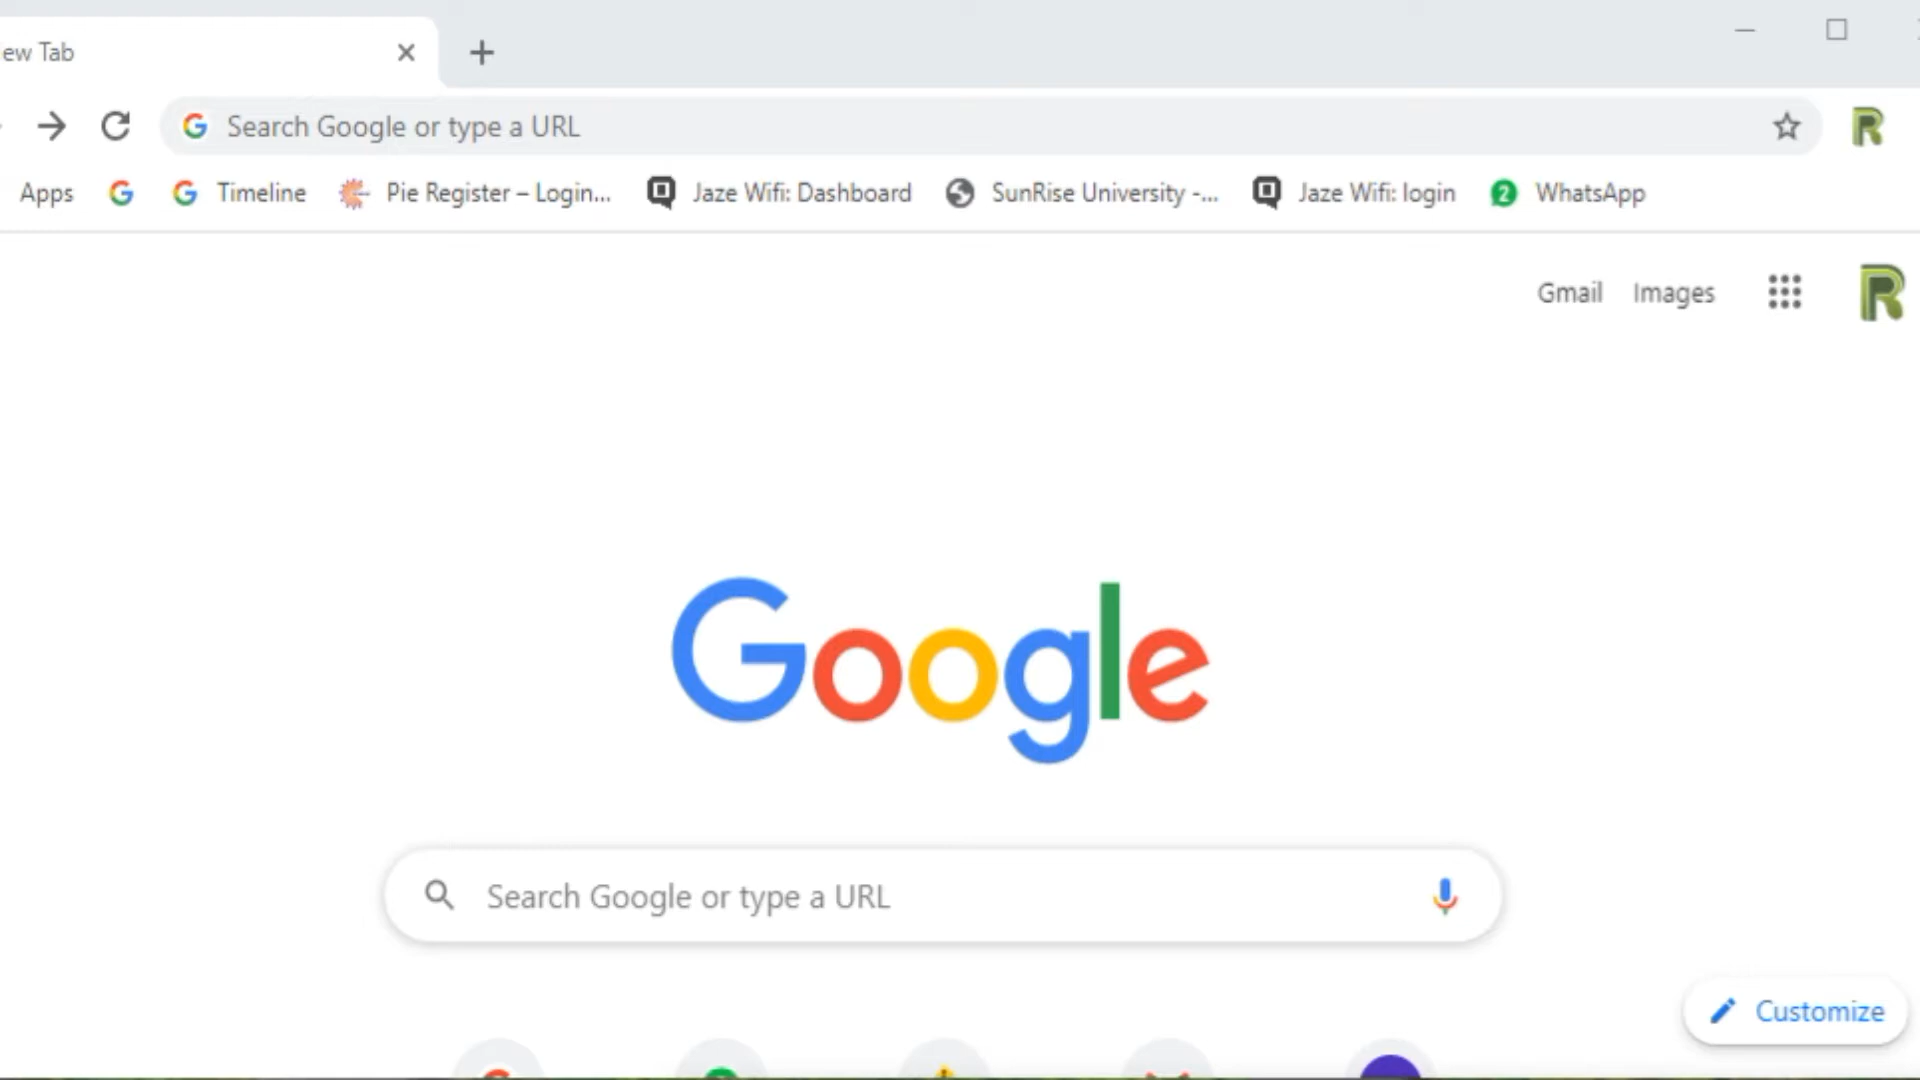 ew Tab
Search Google or type a URL
Apps Timeline Pie Register – Login... Jaze Wifi: Dashboard SunRise University -... Jaze Wifi: login 2 WhatsApp
Gmail Images
Google
Search Google or type a URL
Customize